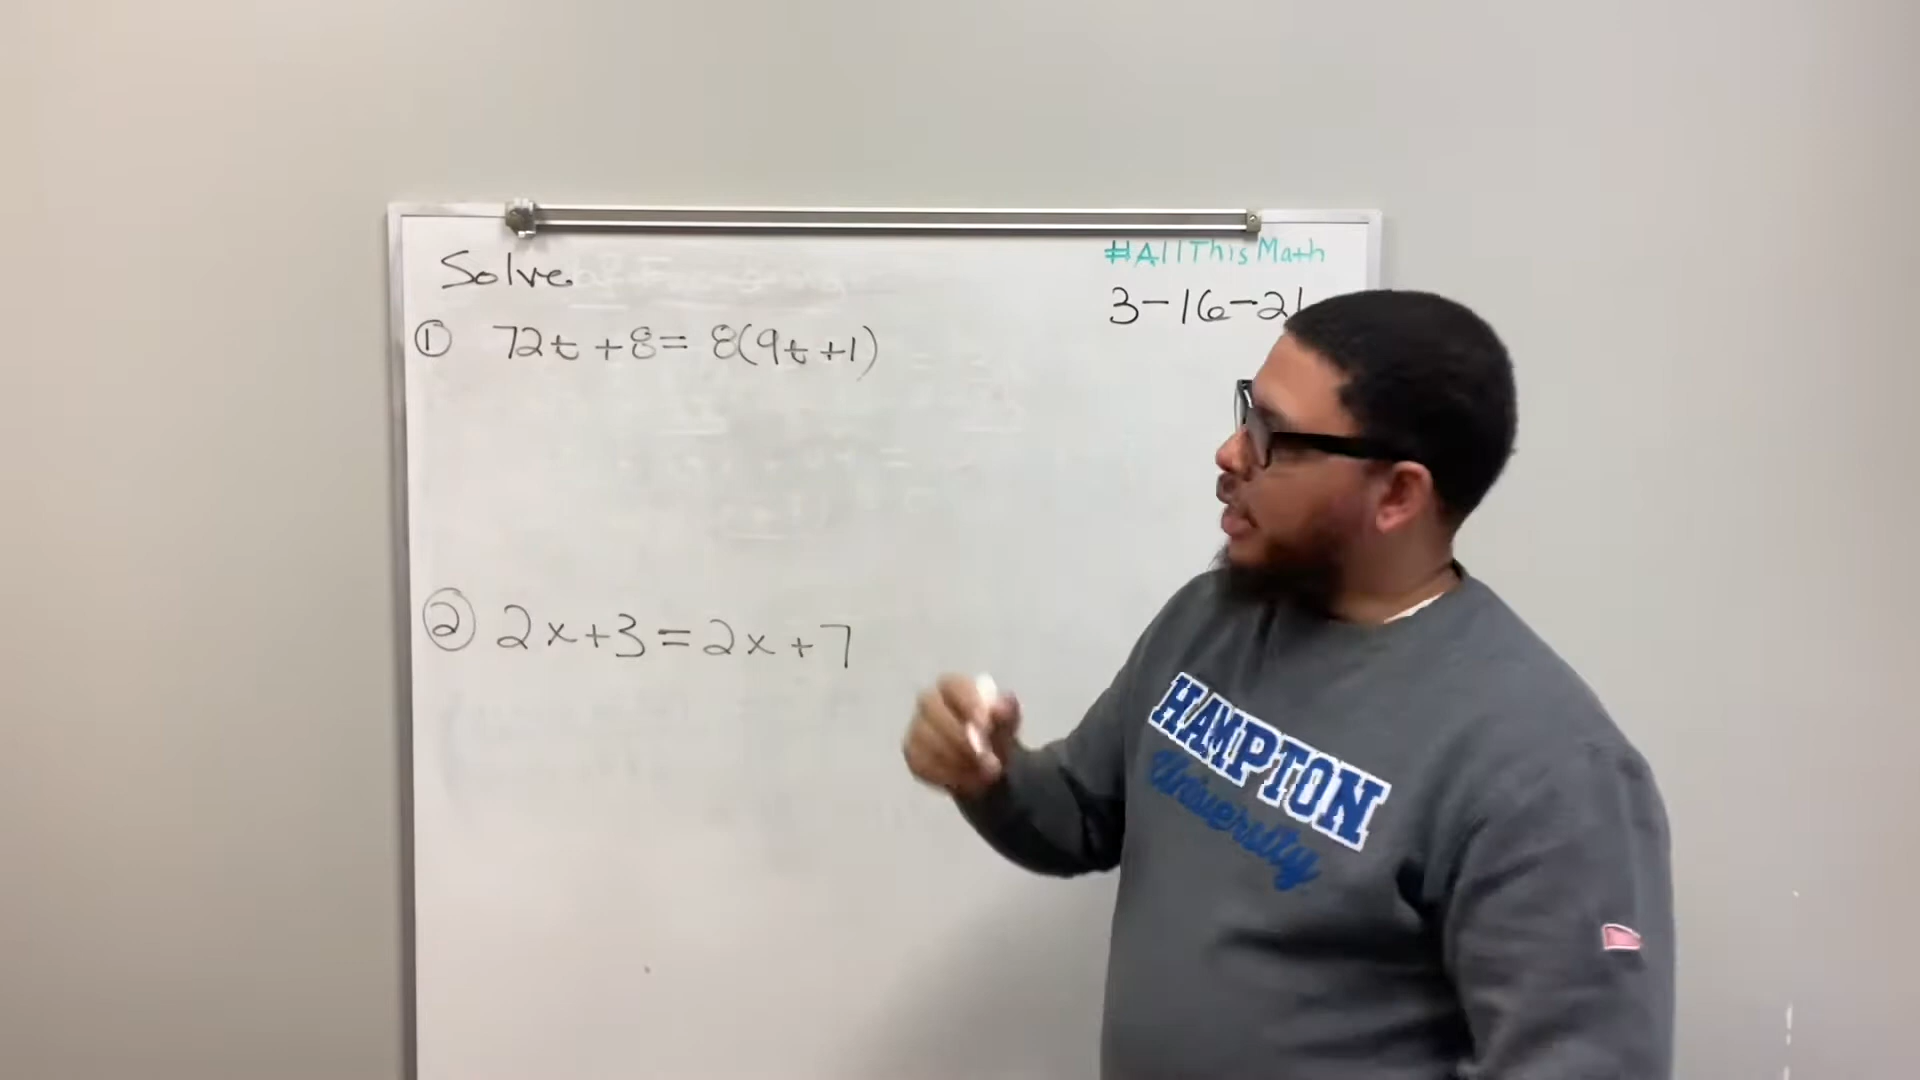 Solve
#AllThisMath
3-16-21
① 72t + 8 = 8(9t + 1)
② 2x + 3 = 2x + 7
HAMPTON
University